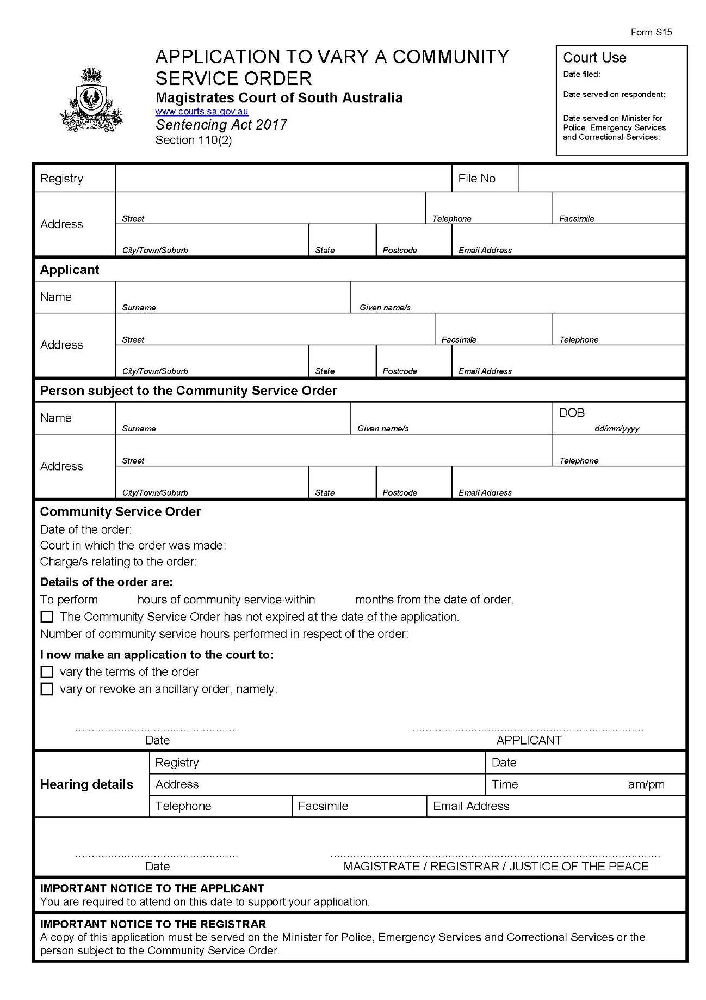 Form S15
APPLICATION TO VARY A COMMUNITY
SERVICE ORDER
Magistrates Court of South Australia
www.courts.sa.gov.au
Sentencing Act 2017
Section 110(2)
Court Use
Date filed:
Date served on respondent:
Date served on Minister for
Police, Emergency Services
and Correctional Services:
SOUTH AUSTRALIA
Registry File No
Address
Street Telephone Facsimile
City/Town/Suburb State Postcode Email Address
Applicant
Name
Surname Given name/s
Address
Street Facsimile Telephone
City/Town/Suburb State Postcode Email Address
Person subject to the Community Service Order
Name DOB
Surname Given name/s dd/mm/yyyy
Address
Street Telephone
City/Town/Suburb State Postcode Email Address
Community Service Order
Date of the order:
Court in which the order was made:
Charge/s relating to the order:
Details of the order are:
To perform hours of community service within months from the date of order.
The Community Service Order has not expired at the date of the application.
Number of community service hours performed in respect of the order:
I now make an application to the court to:
vary the terms of the order
vary or revoke an ancillary order, namely:
Date APPLICANT
Hearing details
Registry Date
Address Time am/pm
Telephone Facsimile Email Address
Date MAGISTRATE / REGISTRAR / JUSTICE OF THE PEACE
IMPORTANT NOTICE TO THE APPLICANT
You are required to attend on this date to support your application.
IMPORTANT NOTICE TO THE REGISTRAR
A copy of this application must be served on the Minister for Police, Emergency Services and Correctional Services or the
person subject to the Community Service Order.